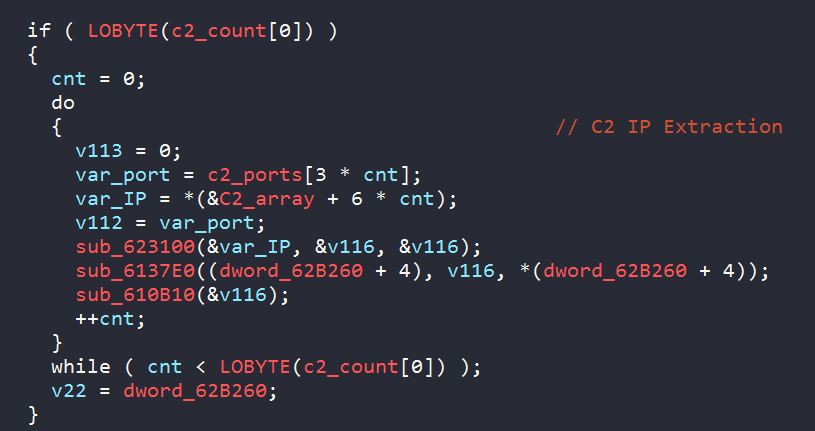 if ( LOBYTE(c2_count[0]) )
{
cnt = 0;
do
{ // C2 IP Extraction
v113 = 0;
var_port = c2_ports[3 * cnt];
var_IP = *(&C2_array + 6 * cnt);
v112 = var_port;
sub_623100(&var_IP, &v116, &v116);
sub_6137E0((dword_62B260 + 4), v116, *(dword_62B260 + 4));
sub_610B10(&v116);
++cnt;
}
while ( cnt < LOBYTE(c2_count[0]) );
v22 = dword_62B260;
}